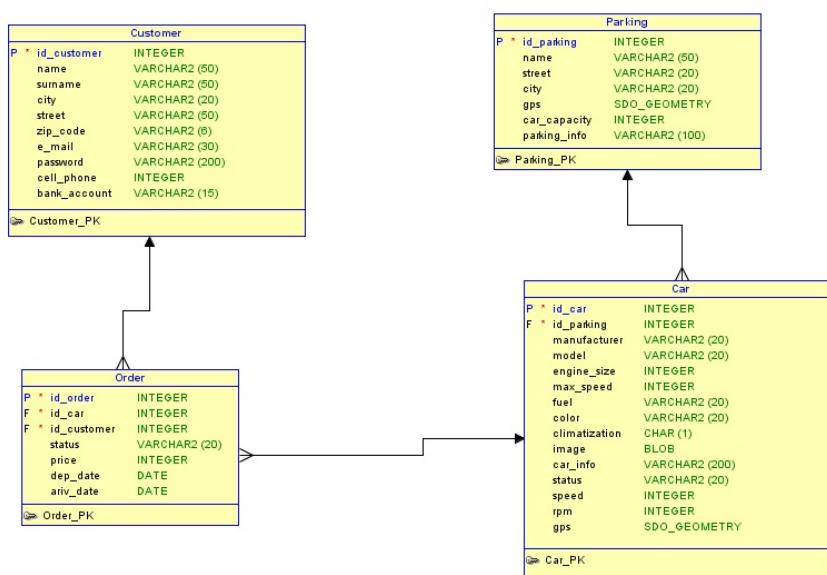 Customer
P * id_customer INTEGER
name VARCHAR2 (50)
surname VARCHAR2 (50)
city VARCHAR2 (20)
street VARCHAR2 (50)
zip_code VARCHAR2 (6)
e_mail VARCHAR2 (30)
password VARCHAR2 (200)
cell_phone INTEGER
bank_account VARCHAR2 (15)
Customer_PK
Parking
P * id_parking INTEGER
name VARCHAR2 (50)
street VARCHAR2 (20)
city VARCHAR2 (20)
gps SDO_GEOMETRY
car_capacity INTEGER
parking_info VARCHAR2 (100)
Parking_PK
Order
P * id_order INTEGER
F * id_car INTEGER
F * id_customer INTEGER
status VARCHAR2 (20)
price INTEGER
dep_date DATE
ariv_date DATE
Order_PK
Car
P * id_car INTEGER
F * id_parking INTEGER
manufacturer VARCHAR2 (20)
model VARCHAR2 (20)
engine_size INTEGER
max_speed INTEGER
fuel VARCHAR2 (20)
color VARCHAR2 (20)
climatization CHAR (1)
image BLOB
car_info VARCHAR2 (200)
status VARCHAR2 (20)
speed INTEGER
rpm INTEGER
gps SDO_GEOMETRY
Car_PK